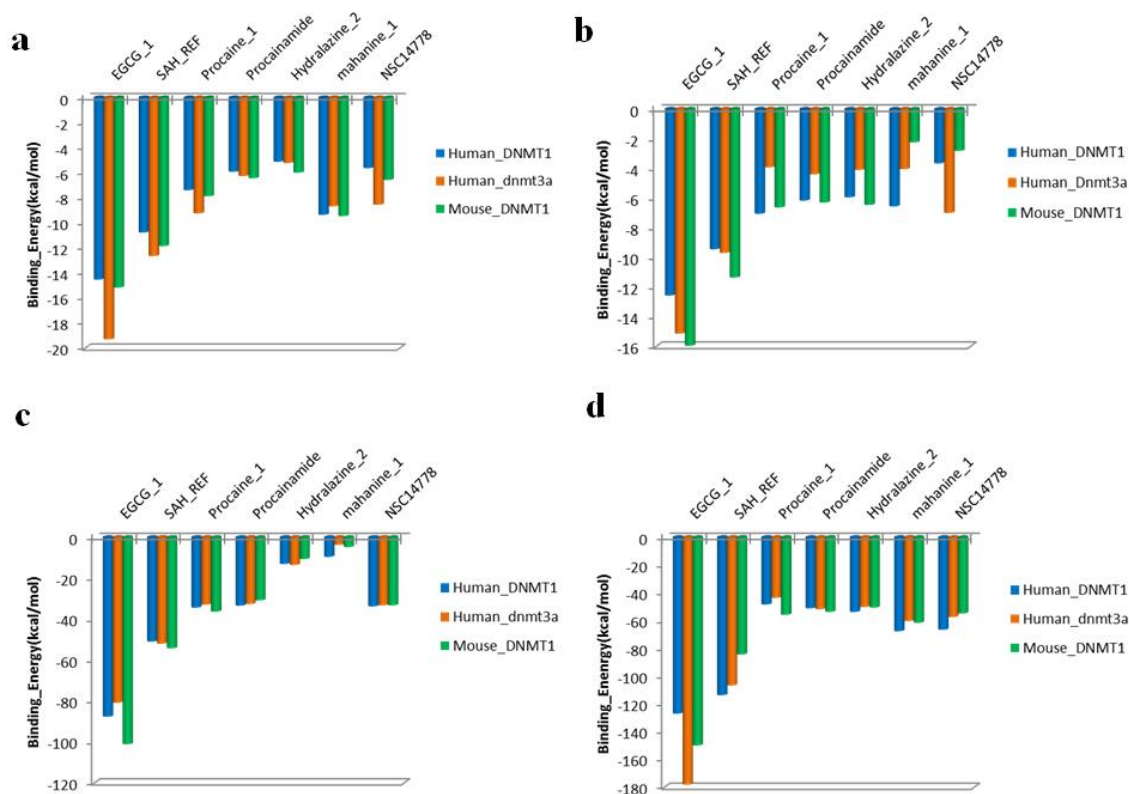 a
EGCG_1
SAH_REF
Procaine_1
Procainamide
Hydralazine_2
mahanine_1
NSC14778
Binding_Energy(kcal/mol)
0
-2
-4
-6
-8
-10
-12
-14
-16
-18
-20
Human_DNMT1
Human_dnmt3a
Mouse_DNMT1
b
EGCG_1
SAH_REF
Procaine_1
Procainamide
Hydralazine_2
mahanine_1
NSC14778
Binding_Energy(kcal/mol)
0
-2
-4
-6
-8
-10
-12
-14
-16
Human_DNMT1
Human_Dnmt3a
Mouse_DNMT1
c
EGCG_1
SAH_REF
Procaine_1
Procainamide
Hydralazine_2
mahanine_1
NSC14778
Binding_Energy(kcal/mol)
0
-20
-40
-60
-80
-100
-120
Human_DNMT1
Human_dnmt3a
Mouse_DNMT1
d
EGCG_1
SAH_REF
Procaine_1
Procainamide
Hydralazine_2
mahanine_1
NSC14778
Binding_Enenrgy(kcal/mol)
0
-20
-40
-60
-80
-100
-120
-140
-160
-180
Human_DNMT1
Human_dnmt3a
Mouse_DNMT1